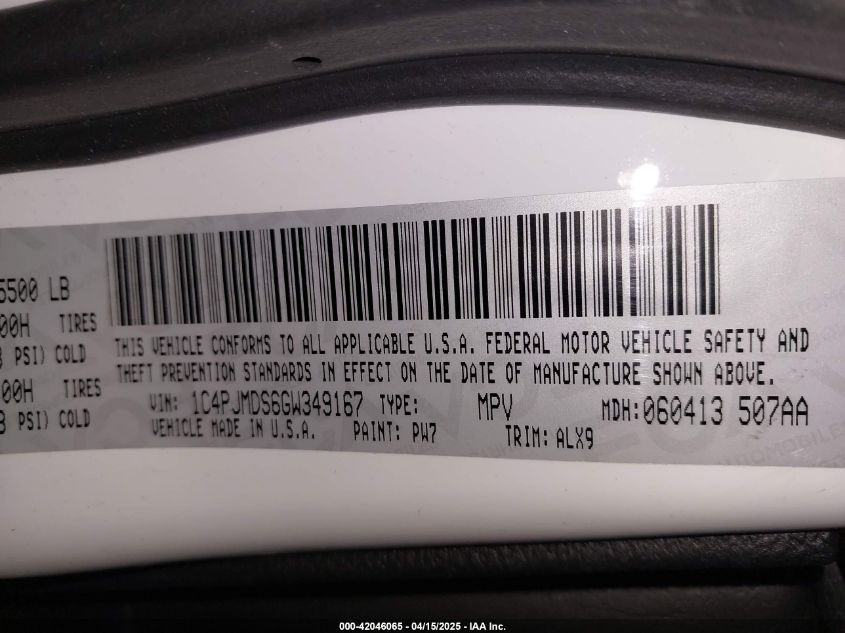 5500 LB
00H TIRES
PSI) COLD
00H TIRES
PSI) COLD
THIS VEHICLE CONFORMS TO ALL APPLICABLE U.S.A. FEDERAL MOTOR VEHICLE SAFETY AND
THEFT PREVENTION STANDARDS IN EFFECT ON THE DATE OF MANUFACTURE SHOWN ABOVE.
VIN: 1C4PJMDS6GW349167 TYPE: MPV MDH:060413 507AA
VEHICLE MADE IN U.S.A. PAINT: PW7 TRIM: ALX9
000-42046065 - 04/15/2025 - IAA Inc.